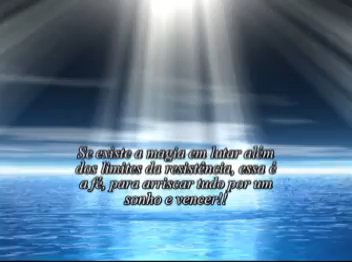 Se existe a magia em lutar além
dos limites da resistência, essa é
a fé, para arriscar tudo por um
sonho e vencer!!